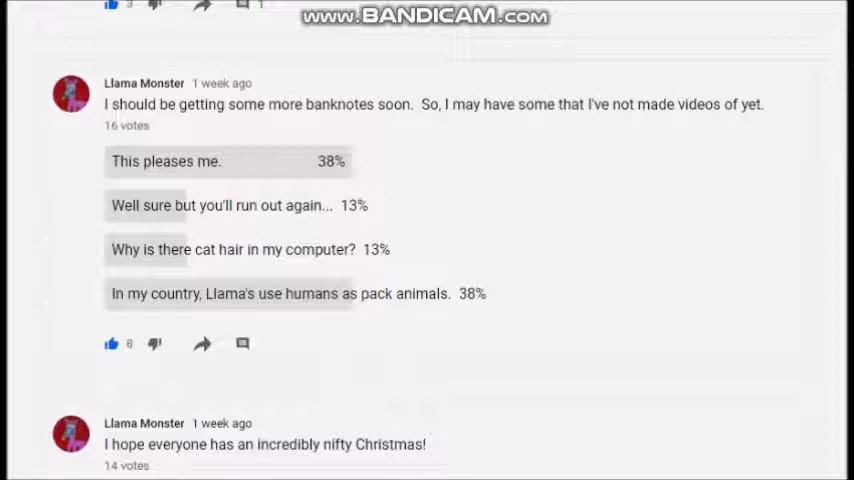 3 1
WWW.BANDICAM.COM
Llama Monster 1 week ago
I should be getting some more banknotes soon. So, I may have some that I've not made videos of yet.
16 votes
This pleases me. 38%
Well sure but you'll run out again... 13%
Why is there cat hair in my computer? 13%
In my country, Llama's use humans as pack animals. 38%
8
Llama Monster 1 week ago
I hope everyone has an incredibly nifty Christmas!
14 votes